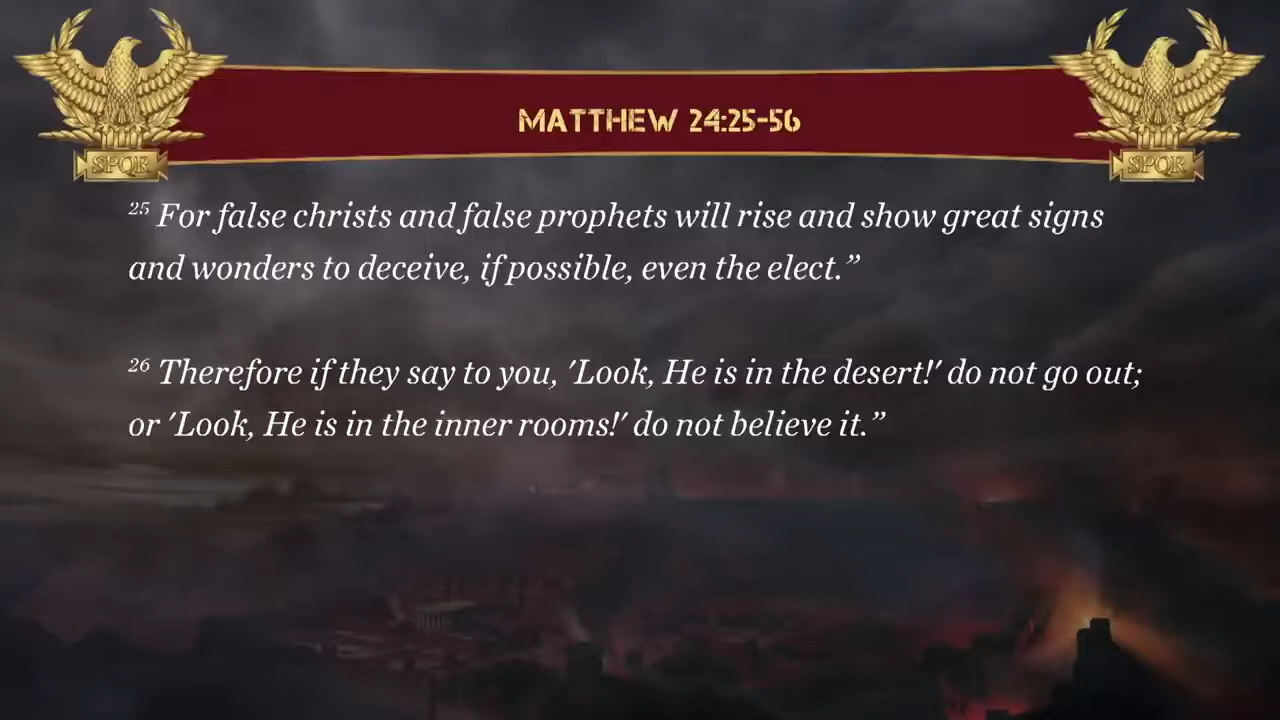 SPQR
MATTHEW 24:25-56
SPQR
25 For false christs and false prophets will rise and show great signs
and wonders to deceive, if possible, even the elect.”
26 Therefore if they say to you, 'Look, He is in the desert!' do not go out;
or 'Look, He is in the inner rooms!' do not believe it.”